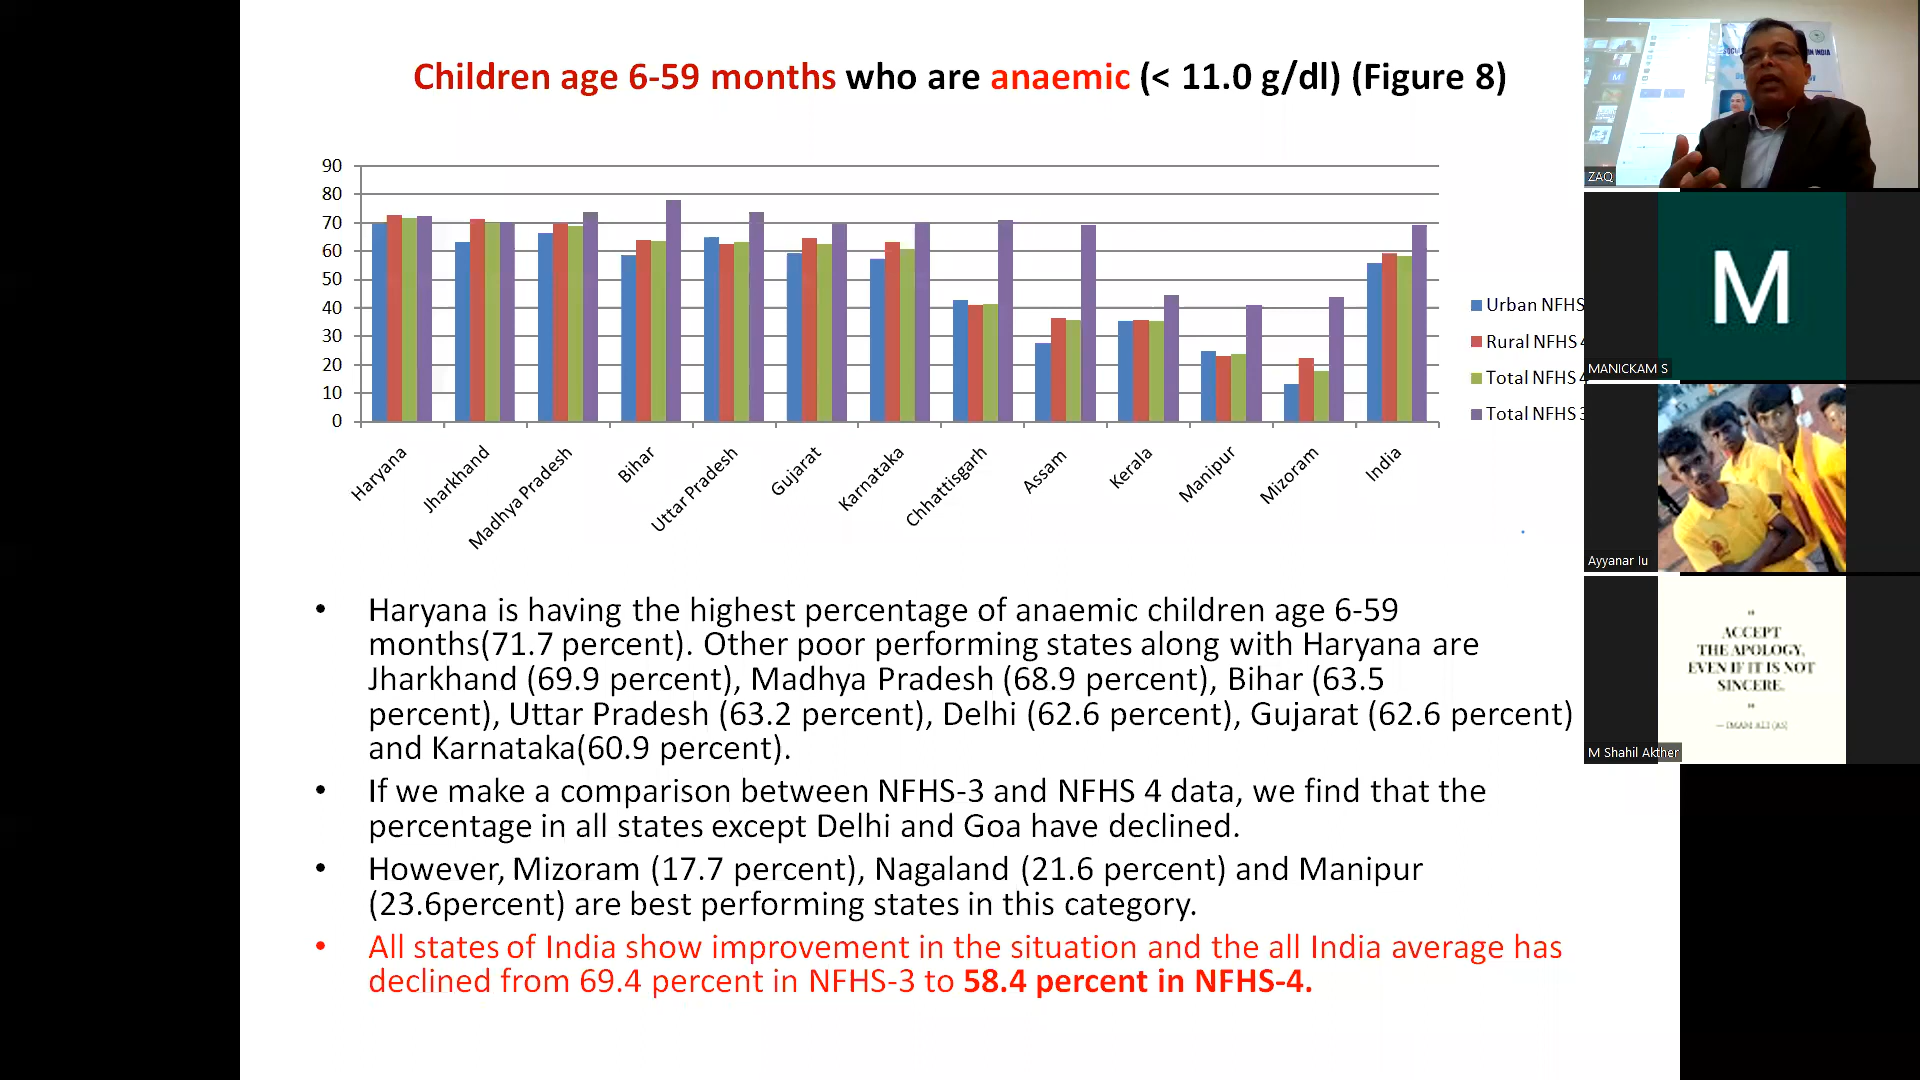 Children age 6-59 months who are anaemic (< 11.0 g/dl) (Figure 8)
90
80
70
60
50
40
30
20
10
0
Haryana
Jharkhand
Madhya Pradesh
Bihar
Uttar Pradesh
Gujarat
Karnataka
Chhattisgarh
Assam
Kerala
Manipur
Mizoram
India
Urban NFHS
Rural NFHS 4
Total NFHS 4
Total NFHS 3
• Haryana is having the highest percentage of anaemic children age 6-59
months(71.7 percent). Other poor performing states along with Haryana are
Jharkhand (69.9 percent), Madhya Pradesh (68.9 percent), Bihar (63.5
percent), Uttar Pradesh (63.2 percent), Delhi (62.6 percent), Gujarat (62.6 percent)
and Karnataka(60.9 percent).
• If we make a comparison between NFHS-3 and NFHS 4 data, we find that the
percentage in all states except Delhi and Goa have declined.
• However, Mizoram (17.7 percent), Nagaland (21.6 percent) and Manipur
(23.6percent) are best performing states in this category.
• All states of India show improvement in the situation and the all India average has
declined from 69.4 percent in NFHS-3 to 58.4 percent in NFHS-4.
ZAQ
M
MANICKAM S
Ayyanar Iu
"
ACCEPT
THE APOLOGY,
EVEN IF IT IS NOT
SINCERE.
"
— IMAM ALI (AS)
M Shahil Akther